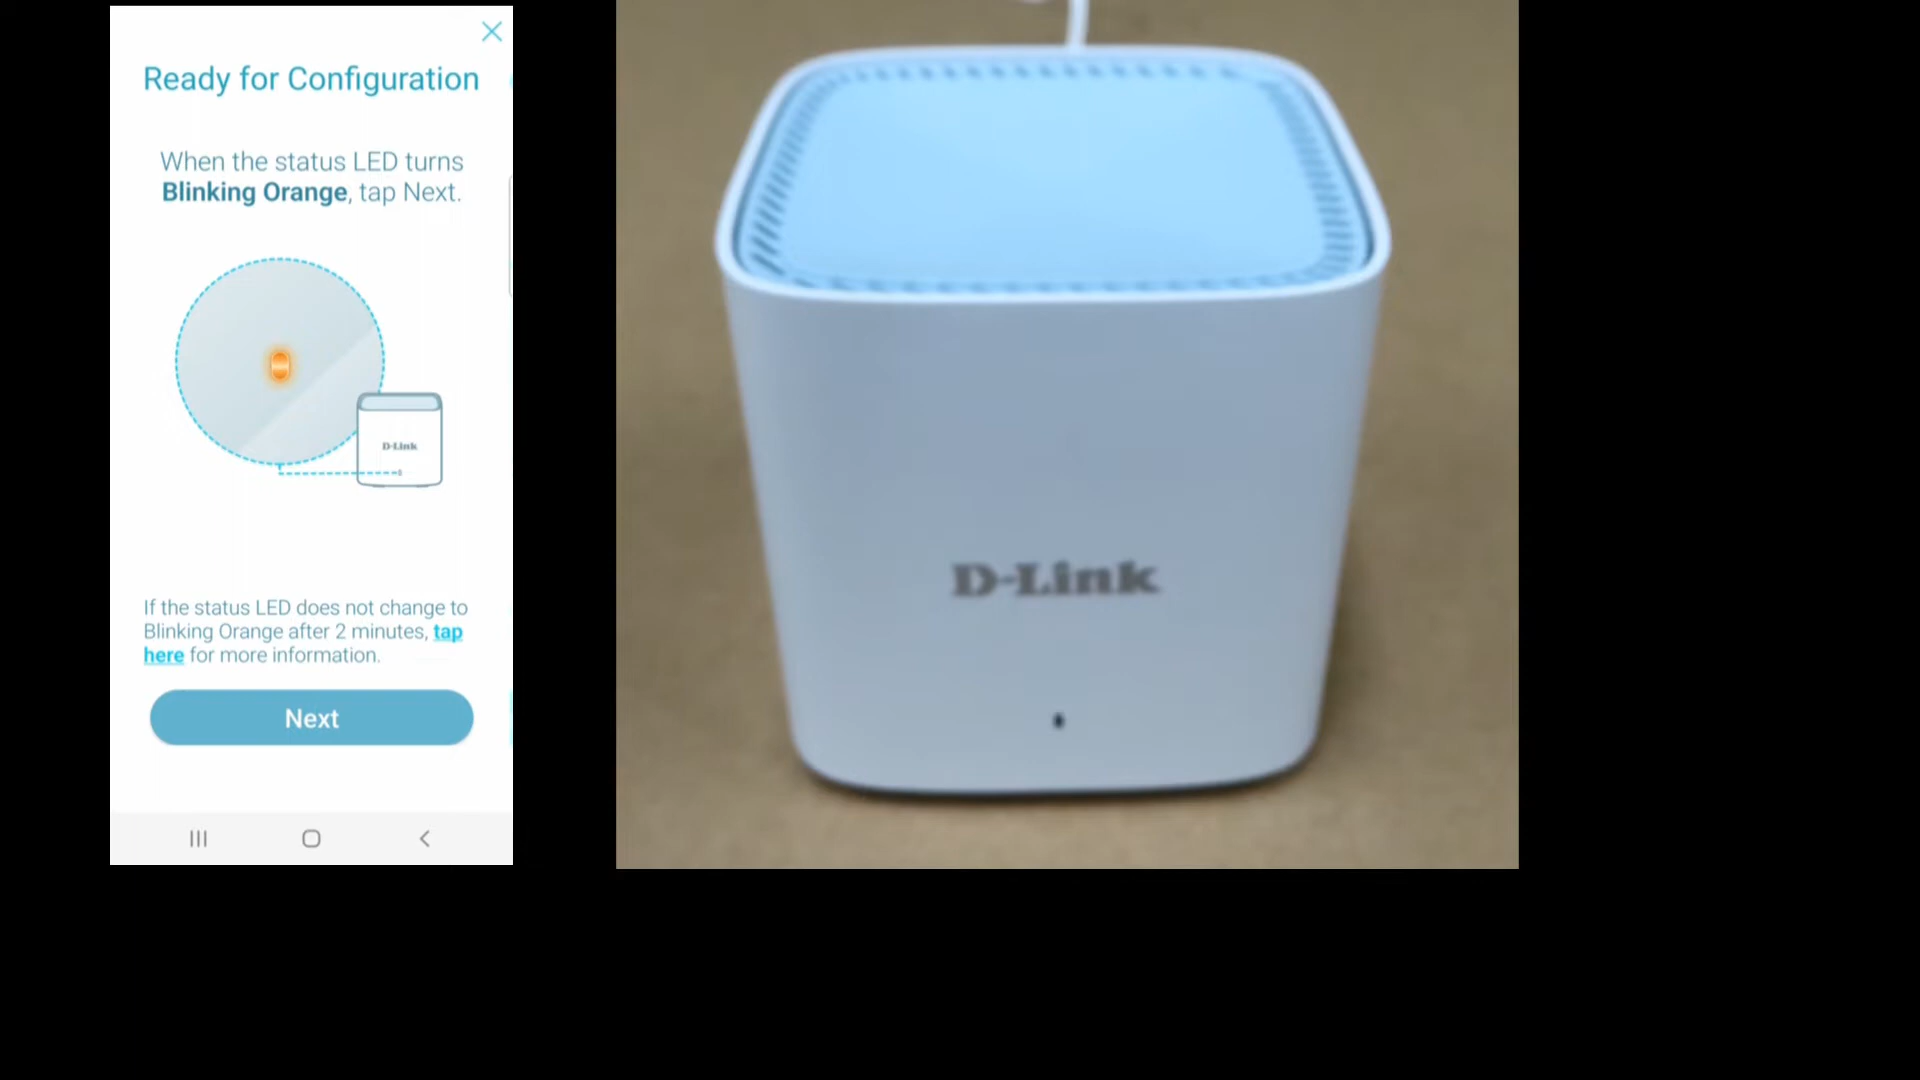 Ready for Configuration
When the status LED turns
Blinking Orange, tap Next.
D-Link
If the status LED does not change to
Blinking Orange after 2 minutes, tap
here for more information.
Next
D-Link